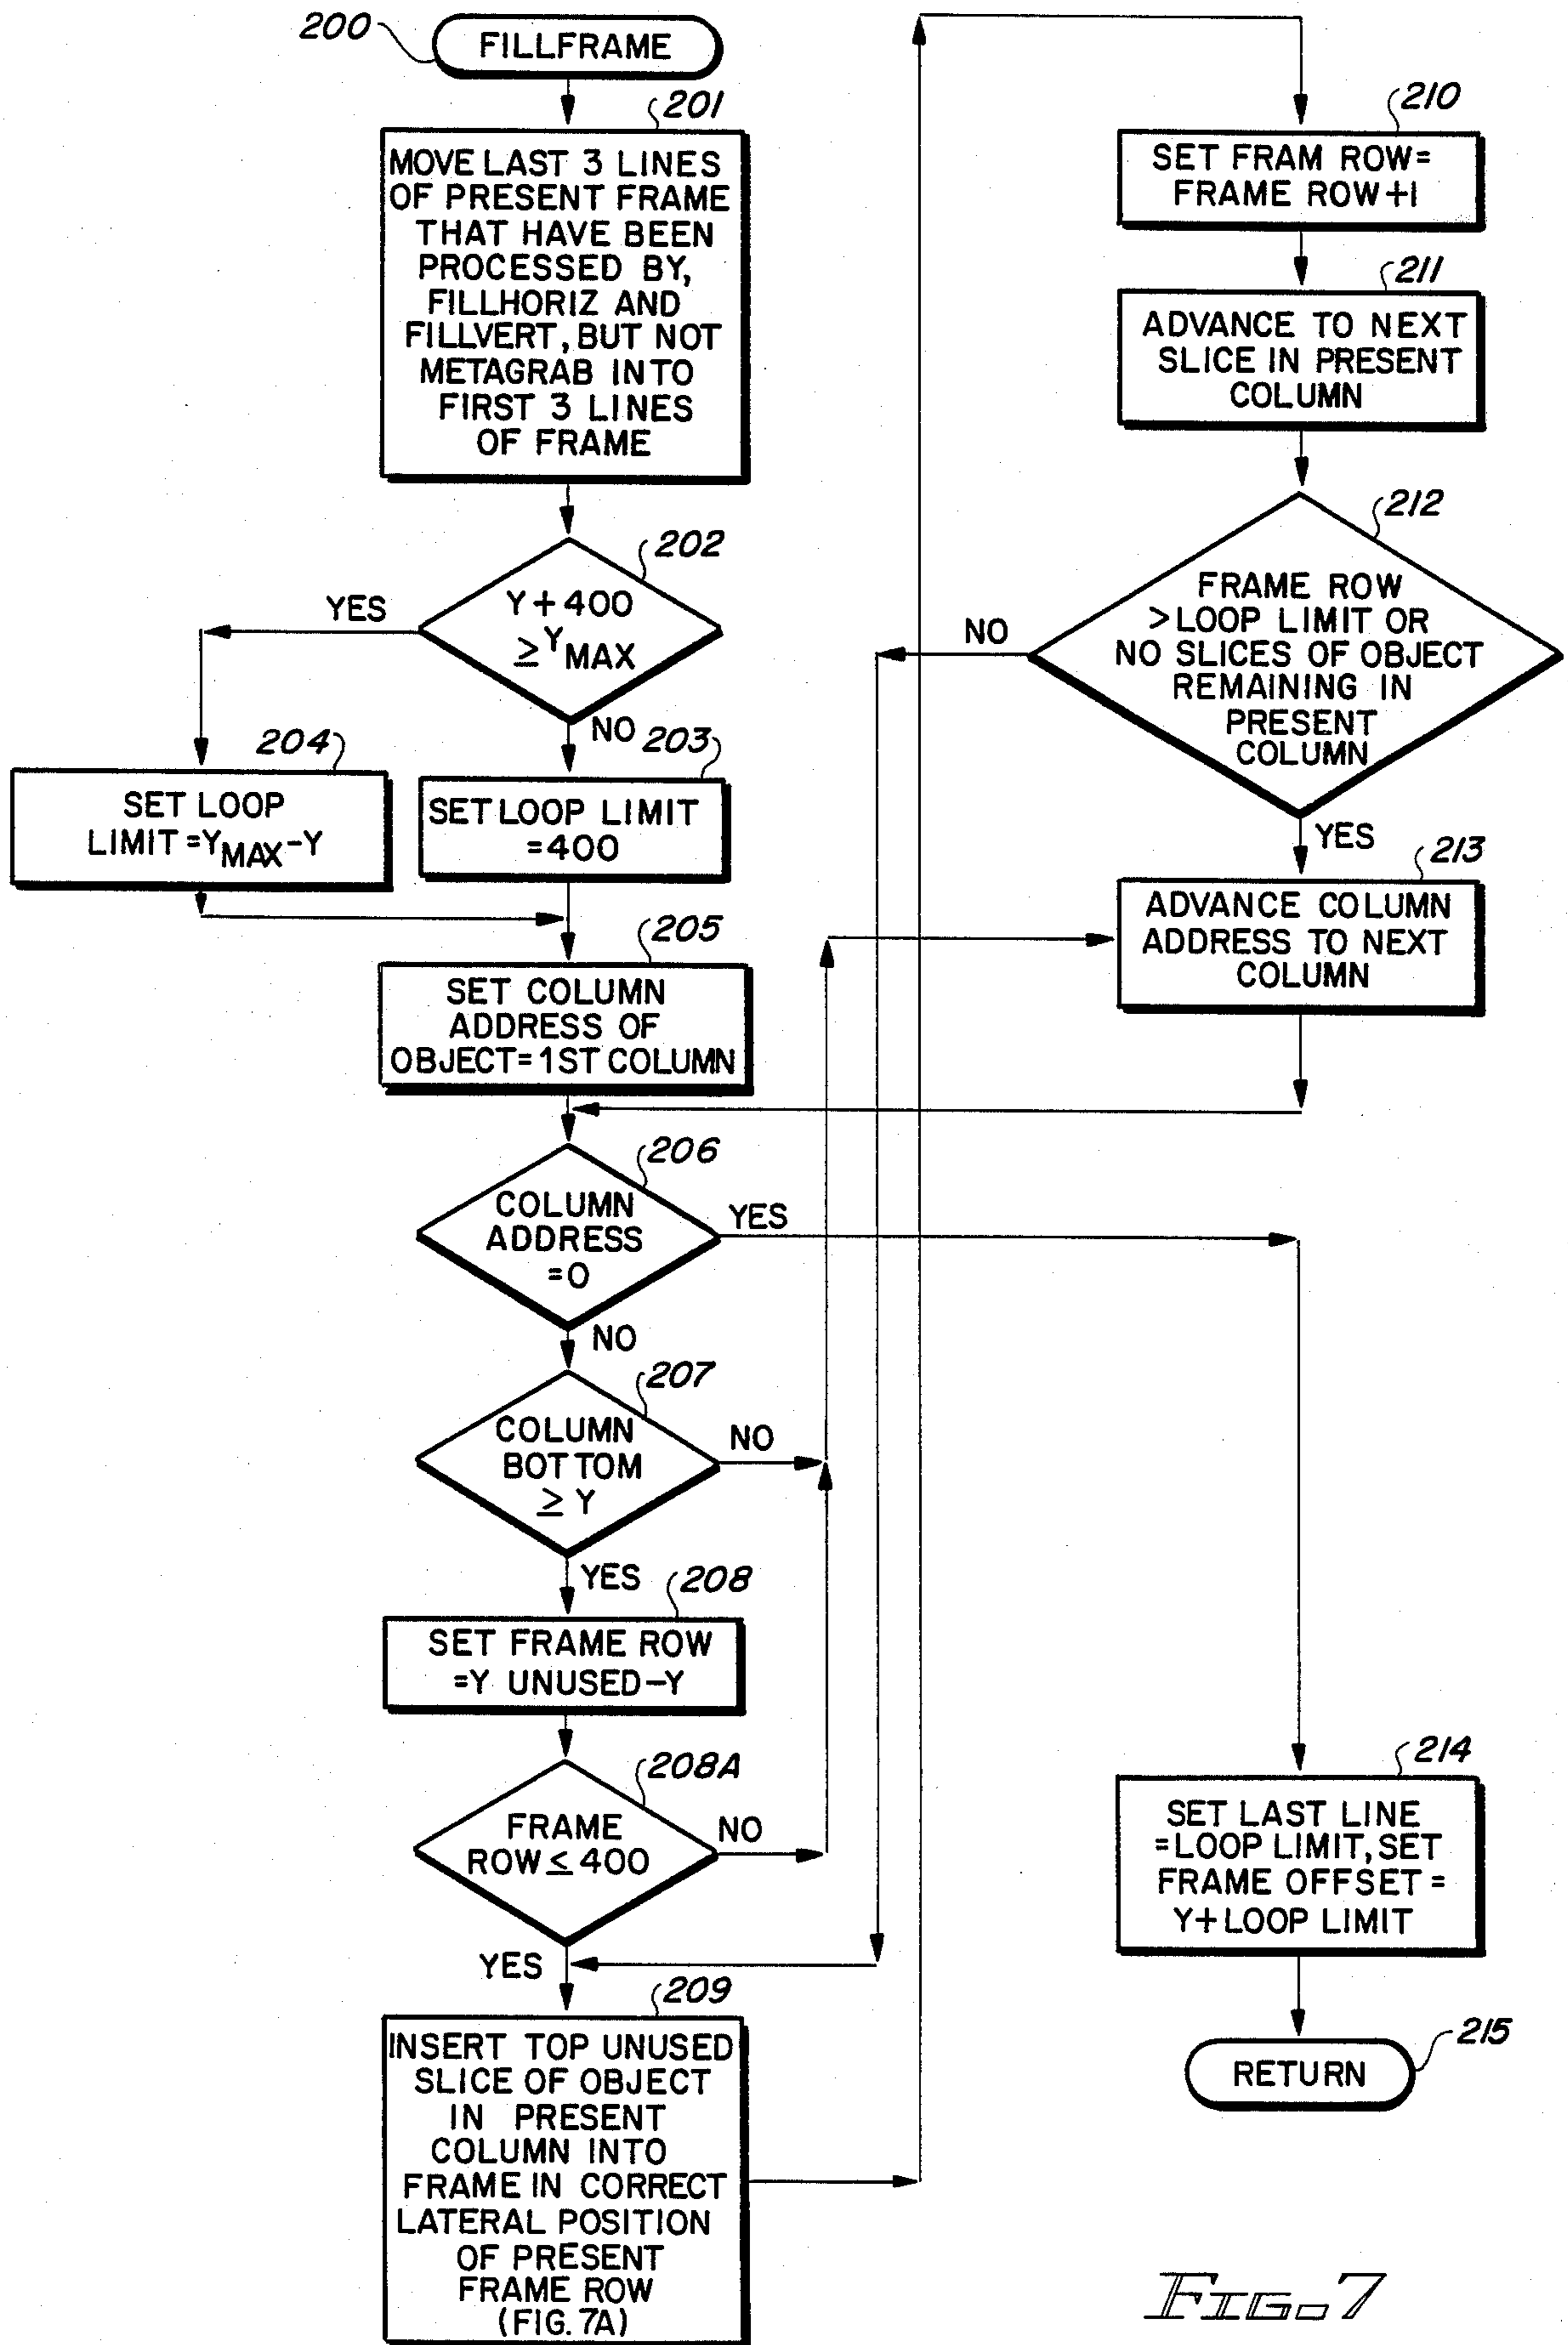 200
FILLFRAME
201
MOVE LAST 3 LINES
OF PRESENT FRAME
THAT HAVE BEEN
PROCESSED BY,
FILLHORIZ AND
FILLVERT, BUT NOT
METAGRAB INTO
FIRST 3 LINES
OF FRAME
202
Y+400
≥YMAX
YES
NO
204
SET LOOP
LIMIT=YMAX-Y
203
SET LOOP LIMIT
=400
205
SET COLUMN
ADDRESS OF
OBJECT=1ST COLUMN
206
COLUMN
ADDRESS
=0
YES
NO
207
COLUMN
BOTTOM
≥ Y
NO
YES
208
SET FRAME ROW
=Y UNUSED-Y
208A
FRAME
ROW≤400
NO
YES
209
INSERT TOP UNUSED
SLICE OF OBJECT
IN PRESENT
COLUMN INTO
FRAME IN CORRECT
LATERAL POSITION
OF PRESENT
FRAME ROW
(FIG.7A)
210
SET FRAM ROW=
FRAME ROW+1
211
ADVANCE TO NEXT
SLICE IN PRESENT
COLUMN
212
FRAME ROW
>LOOP LIMIT OR
NO SLICES OF OBJECT
REMAINING IN
PRESENT
COLUMN
NO
YES
213
ADVANCE COLUMN
ADDRESS TO NEXT
COLUMN
214
SET LAST LINE
=LOOP LIMIT, SET
FRAME OFFSET=
Y+LOOP LIMIT
215
RETURN
FIG.7